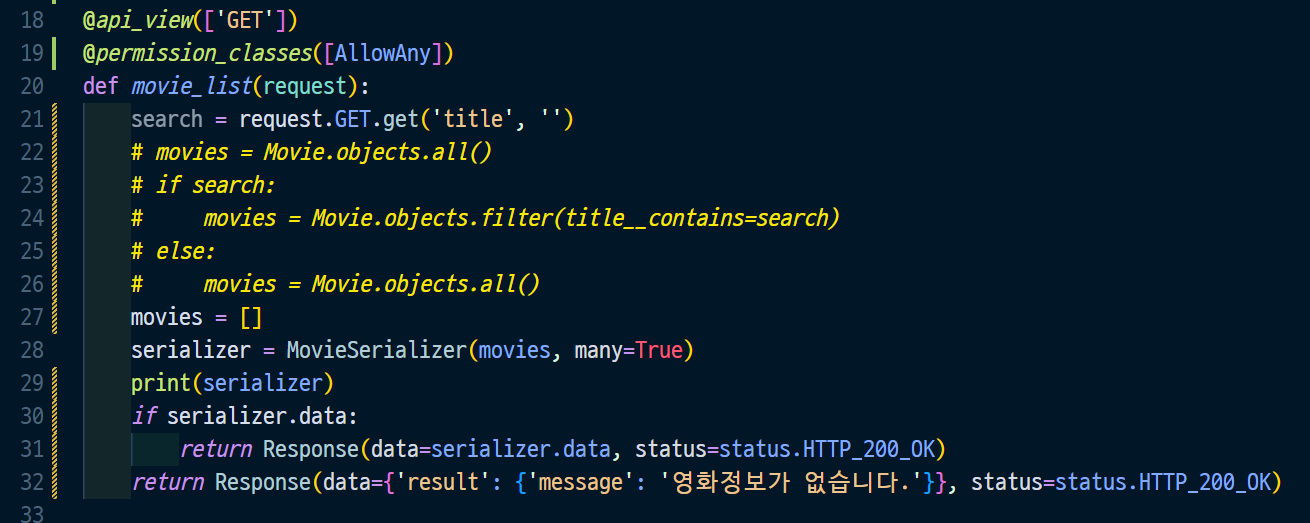 18 @api_view(['GET'])
19 @permission_classes([AllowAny])
20 def movie_list(request):
21     search = request.GET.get('title', '')
22     # movies = Movie.objects.all()
23     # if search:
24     #     movies = Movie.objects.filter(title__contains=search)
25     # else:
26     #     movies = Movie.objects.all()
27     movies = []
28     serializer = MovieSerializer(movies, many=True)
29     print(serializer)
30     if serializer.data:
31         return Response(data=serializer.data, status=status.HTTP_200_OK)
32     return Response(data={'result': {'message': '영화정보가 없습니다.'}}, status=status.HTTP_200_OK)
33